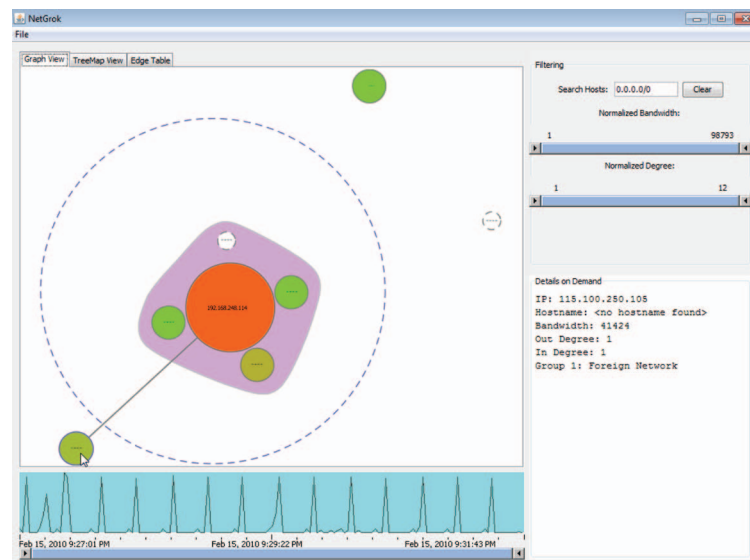 NetGrok
File
Graph View TreeMap View Edge Table
Filtering
Search Hosts: 0.0.0.0/0 Clear
Normalized Bandwidth:
1 98793
Normalized Degree:
1 12
192.168.248.114
Details on Demand
IP: 115.100.250.105
Hostname: <no hostname found>
Bandwidth: 41424
Out Degree: 1
In Degree: 1
Group 1: Foreign Network
Feb 15, 2010 9:27:01 PM Feb 15, 2010 9:29:22 PM Feb 15, 2010 9:31:43 PM